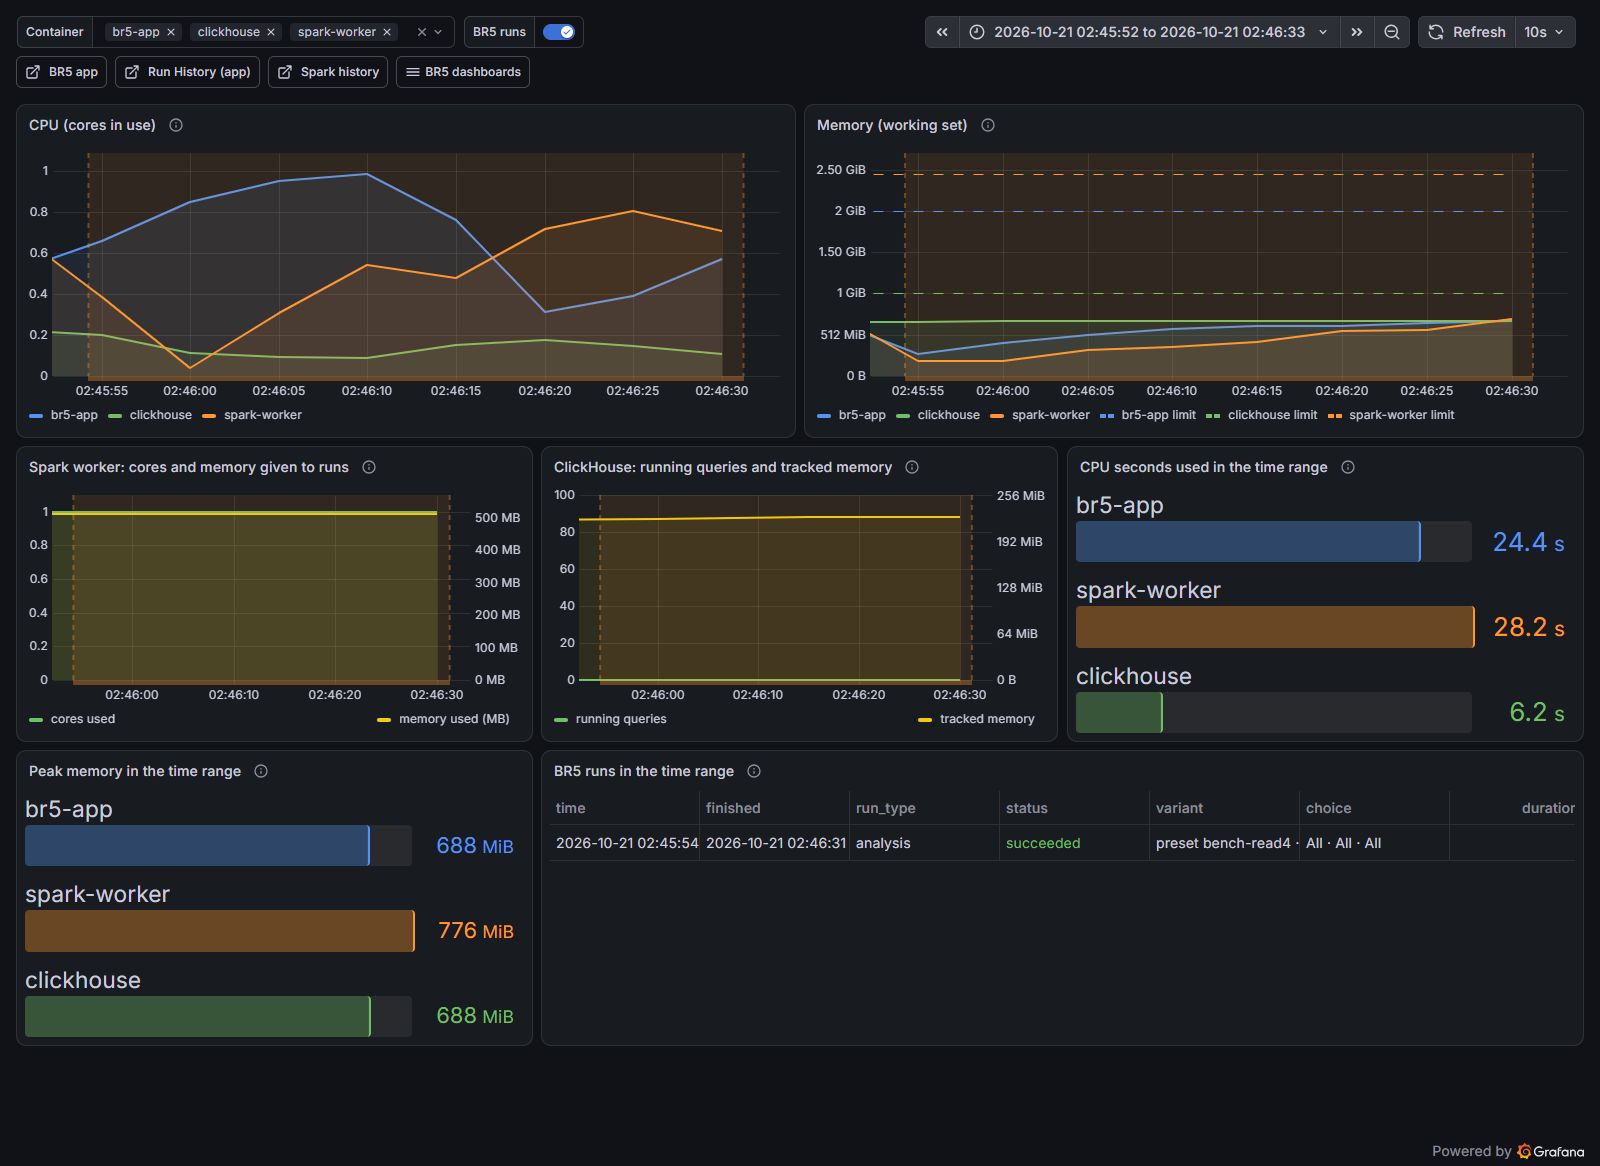 Container br5-app × clickhouse × spark-worker × × BR5 runs 2026-10-21 02:45:52 to 2026-10-21 02:46:33 Refresh 10s
BR5 app Run History (app) Spark history BR5 dashboards
CPU (cores in use)
1
0.8
0.6
0.4
0.2
0
02:45:55 02:46:00 02:46:05 02:46:10 02:46:15 02:46:20 02:46:25 02:46:30
br5-app clickhouse spark-worker
Memory (working set)
2.50 GiB
2 GiB
1.50 GiB
1 GiB
512 MiB
0 B
02:45:55 02:46:00 02:46:05 02:46:10 02:46:15 02:46:20 02:46:25 02:46:30
br5-app clickhouse spark-worker br5-app limit clickhouse limit spark-worker limit
Spark worker: cores and memory given to runs
1
0.8
0.6
0.4
0.2
0
500 MB
400 MB
300 MB
200 MB
100 MB
0 MB
02:46:00 02:46:10 02:46:20 02:46:30
cores used memory used (MB)
ClickHouse: running queries and tracked memory
100
80
60
40
20
0
256 MiB
192 MiB
128 MiB
64 MiB
0 B
02:46:00 02:46:10 02:46:20 02:46:30
running queries tracked memory
CPU seconds used in the time range
br5-app
24.4 s
spark-worker
28.2 s
clickhouse
6.2 s
Peak memory in the time range
br5-app
688 MiB
spark-worker
776 MiB
clickhouse
688 MiB
BR5 runs in the time range
time finished run_type status variant choice duration
2026-10-21 02:45:54 2026-10-21 02:46:31 analysis succeeded preset bench-read4 · All · All · All
Powered by Grafana